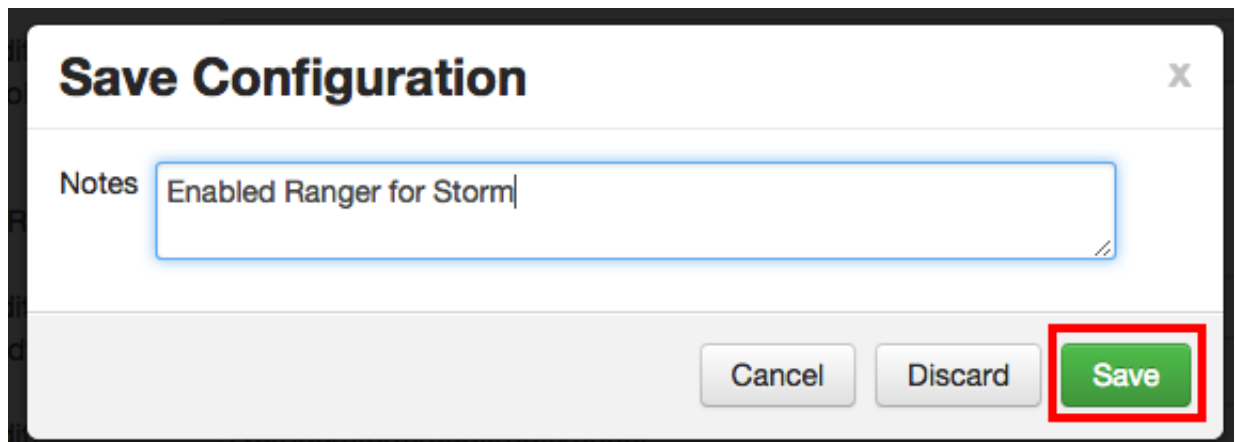 Save Configuration
x
Notes
Enabled Ranger for Storm
Cancel
Discard
Save